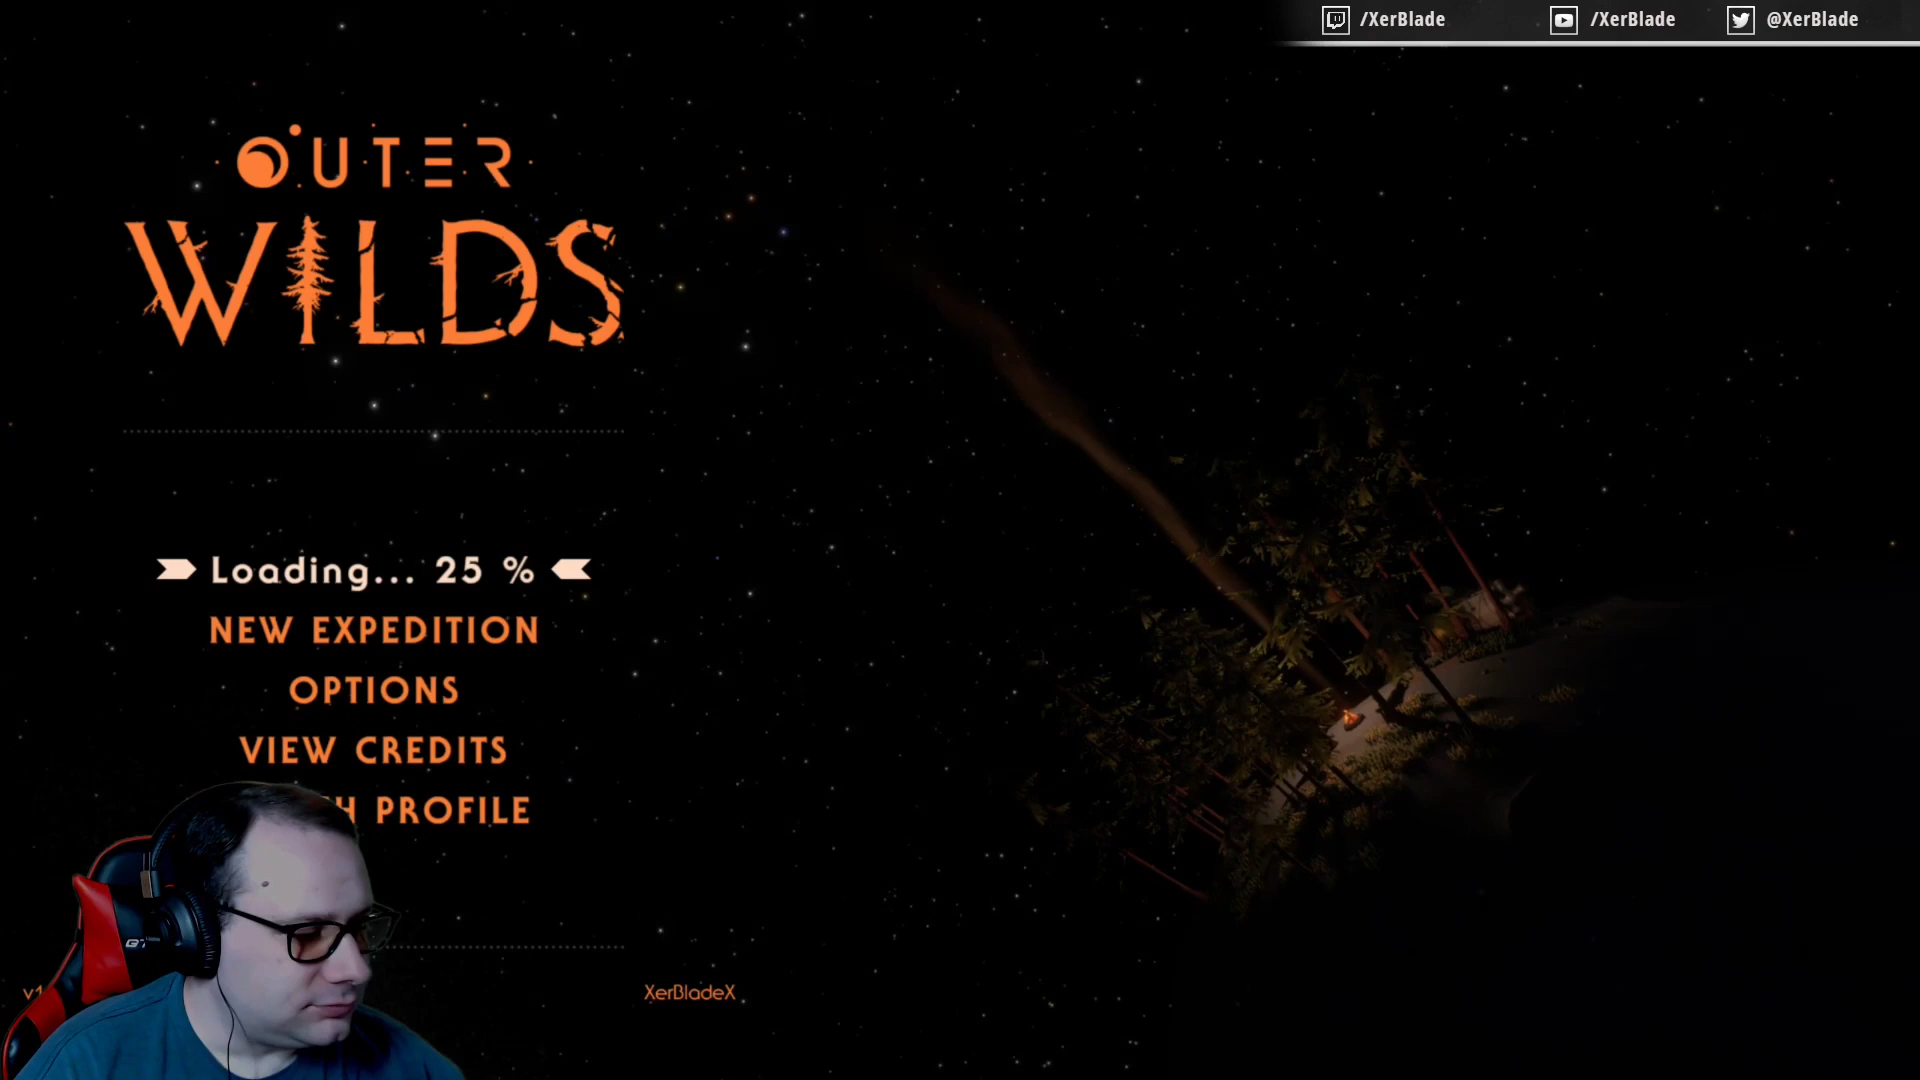 /XerBlade /XerBlade @XerBlade
OUTER
WILDS
Loading... 25 %
NEW EXPEDITION
OPTIONS
VIEW CREDITS
PROFILE
XerBladeX